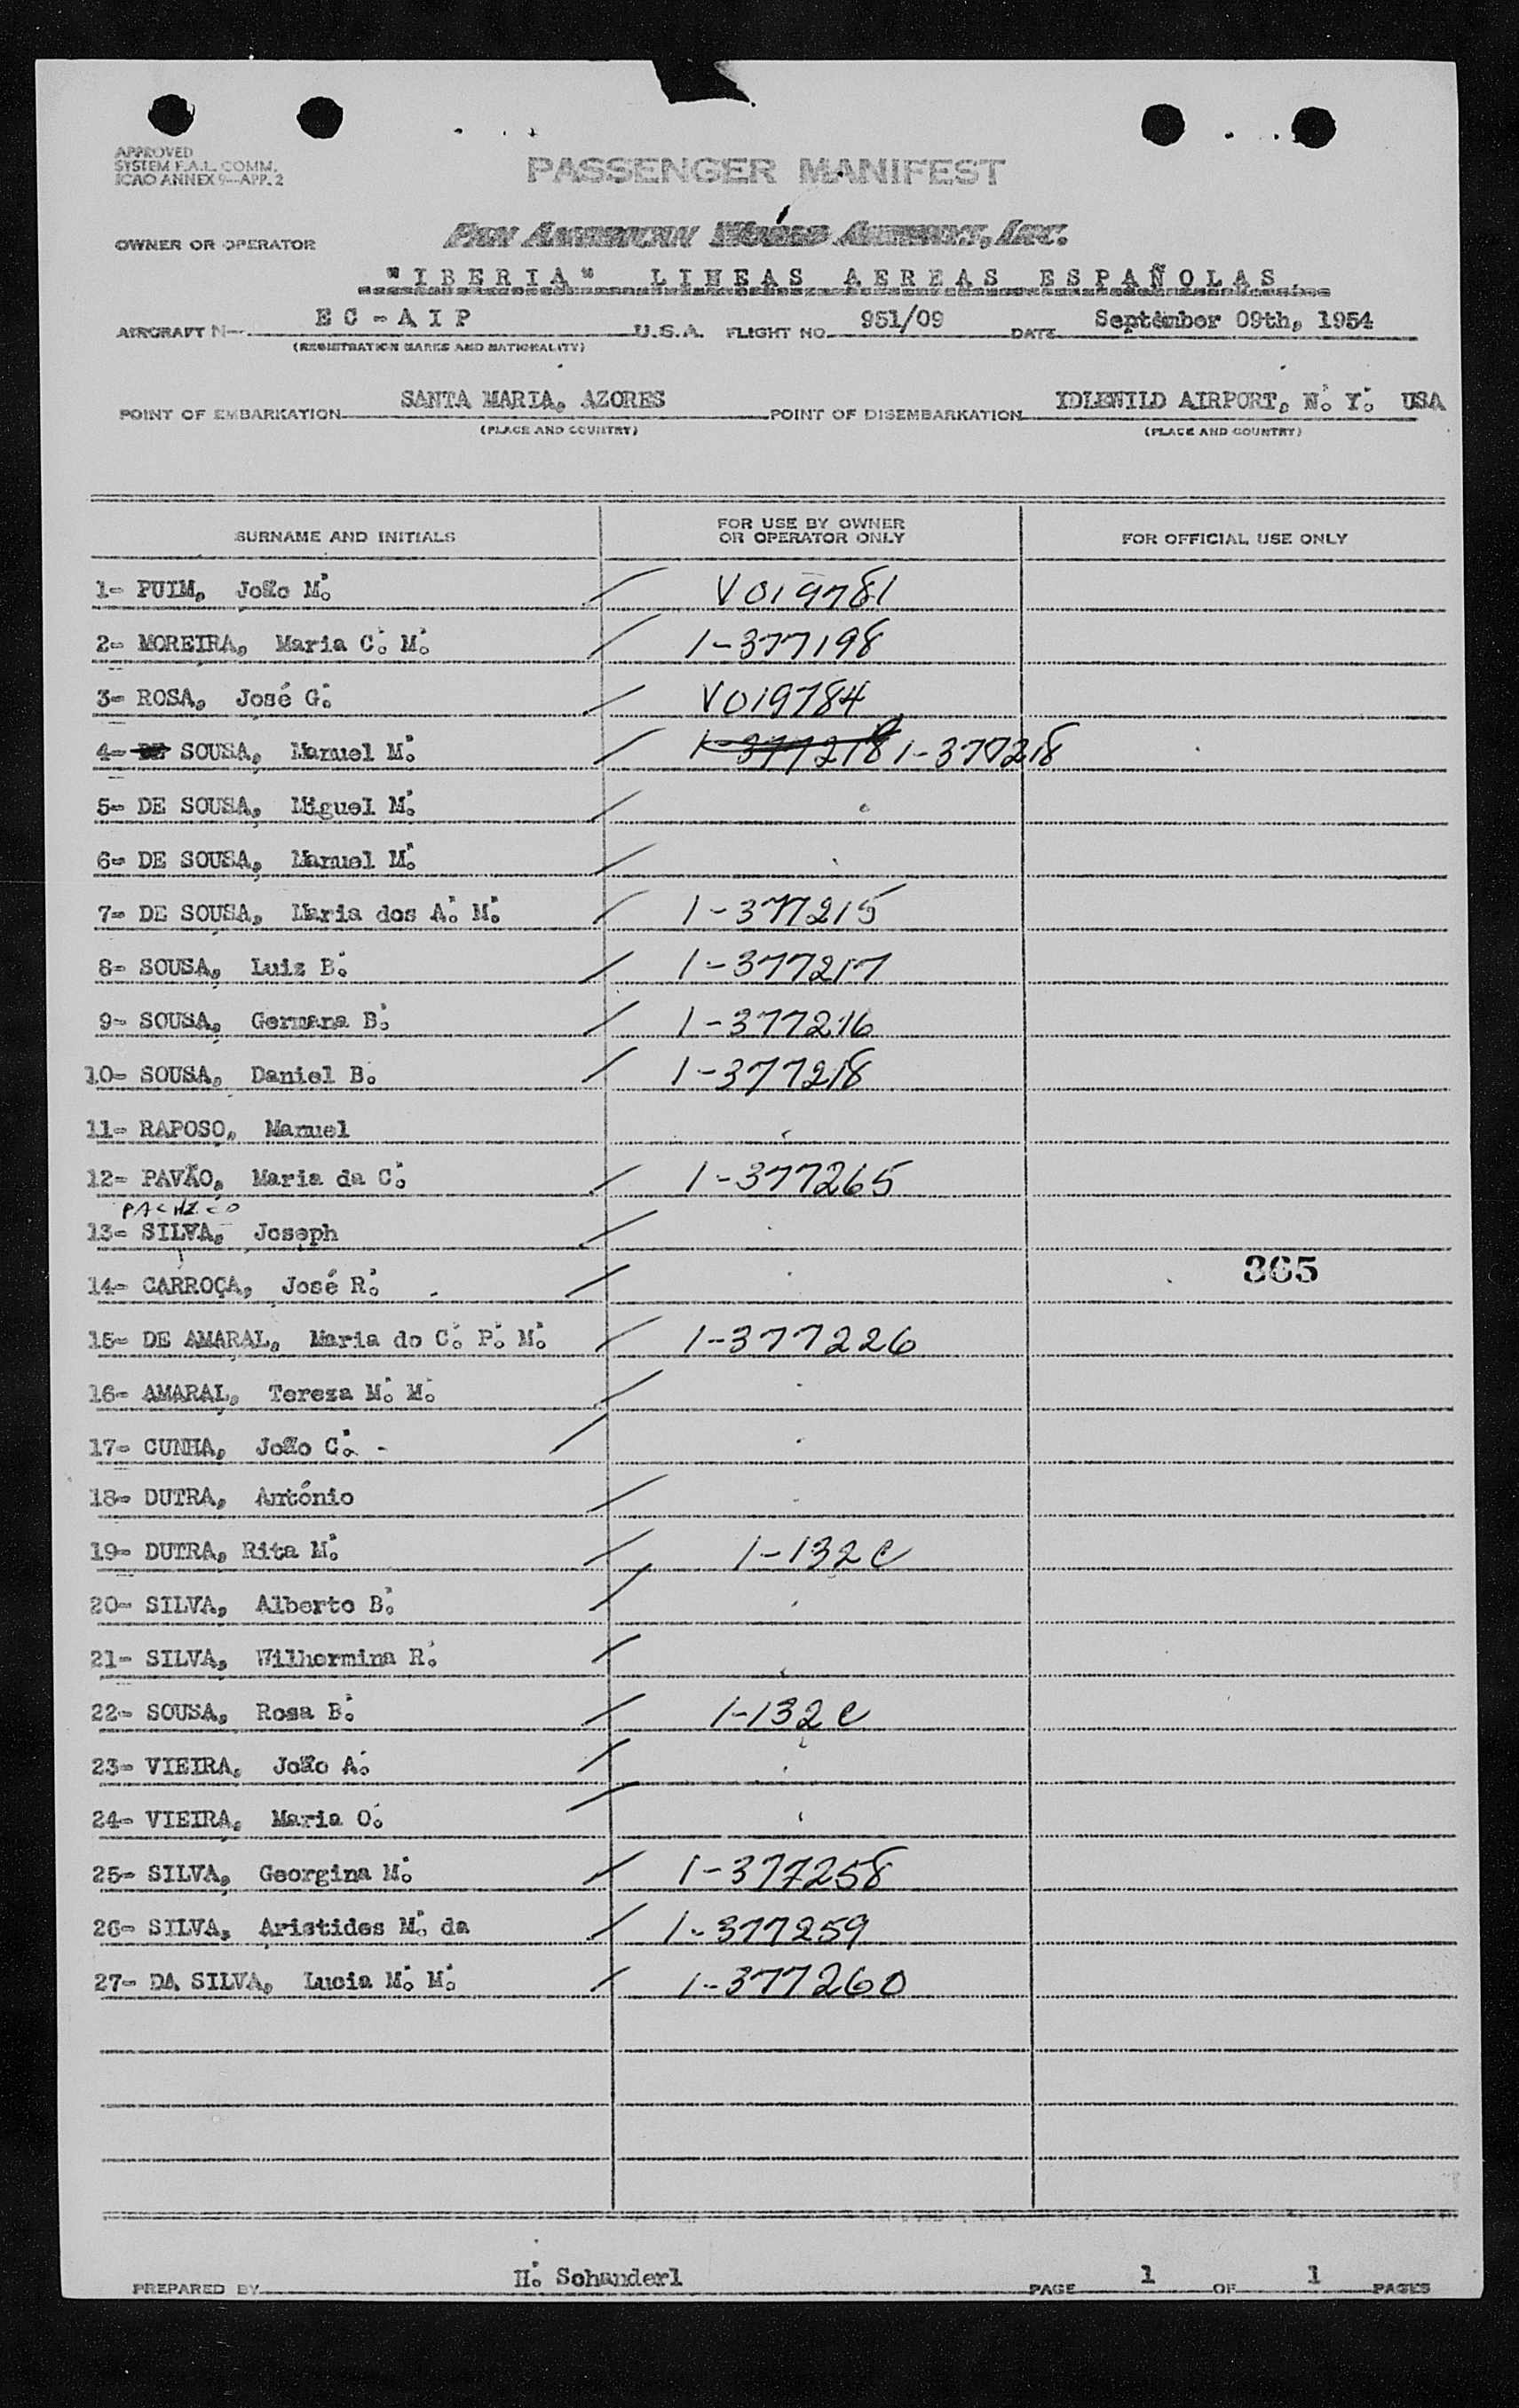 APPROVED
SYSTEM F.A.L. COMM.
ICAO ANNEX 9—APP. 2
PASSENGER MANIFEST
OWNER OR OPERATOR PAN AMERICAN WORLD AIRWAYS, INC.
"IBERIA" LINEAS AEREAS ESPAÑOLAS
AIRCRAFT N- EC-AIP U.S.A. FLIGHT NO. 951/09 DATE September 09th, 1954
(REGISTRATION MARKS AND NATIONALITY)
POINT OF EMBARKATION SANTA MARIA, AZORES POINT OF DISEMBARKATION IDLEWILD AIRPORT, N. Y. USA
(PLACE AND COUNTRY) (PLACE AND COUNTRY)
SURNAME AND INITIALS FOR USE BY OWNER OR OPERATOR ONLY FOR OFFICIAL USE ONLY
1- PUIM, João M. / V019781
2- MOREIRA, Maria C. M. / 1-377198
3- ROSA, José G. / V019784
4- DE SOUSA, Manuel M. / 1-377218 1-377218
5- DE SOUSA, Miguel M. /
6- DE SOUSA, Manuel M. /
7- DE SOUSA, Maria dos A. M. / 1-377215
8- SOUSA, Luiz B. / 1-377217
9- SOUSA, Germana B. / 1-377216
10- SOUSA, Daniel B. / 1-377218
11- RAPOSO, Manuel
12- PAVÃO, Maria da C. / 1-377265
PACHECO
13- SILVA, Joseph /
14- CARROÇA, José R. / 365
15- DE AMARAL, Maria do C. P. M. / 1-377226
16- AMARAL, Tereza M. M. /
17- CUNHA, João C. - /
18- DUTRA, António /
19- DUTRA, Rita M. / 1-132c
20- SILVA, Alberto B. /
21- SILVA, Wilhermina R. /
22- SOUSA, Rosa B. / 1-132c
23- VIEIRA, João A. /
24- VIEIRA, Maria O. /
25- SILVA, Georgina M. / 1-377258
26- SILVA, Aristides M. da / 1-377259
27- DA SILVA, Lucia M. M. / 1-377260
PREPARED BY H. Schanderl PAGE 1 OF 1 PAGES